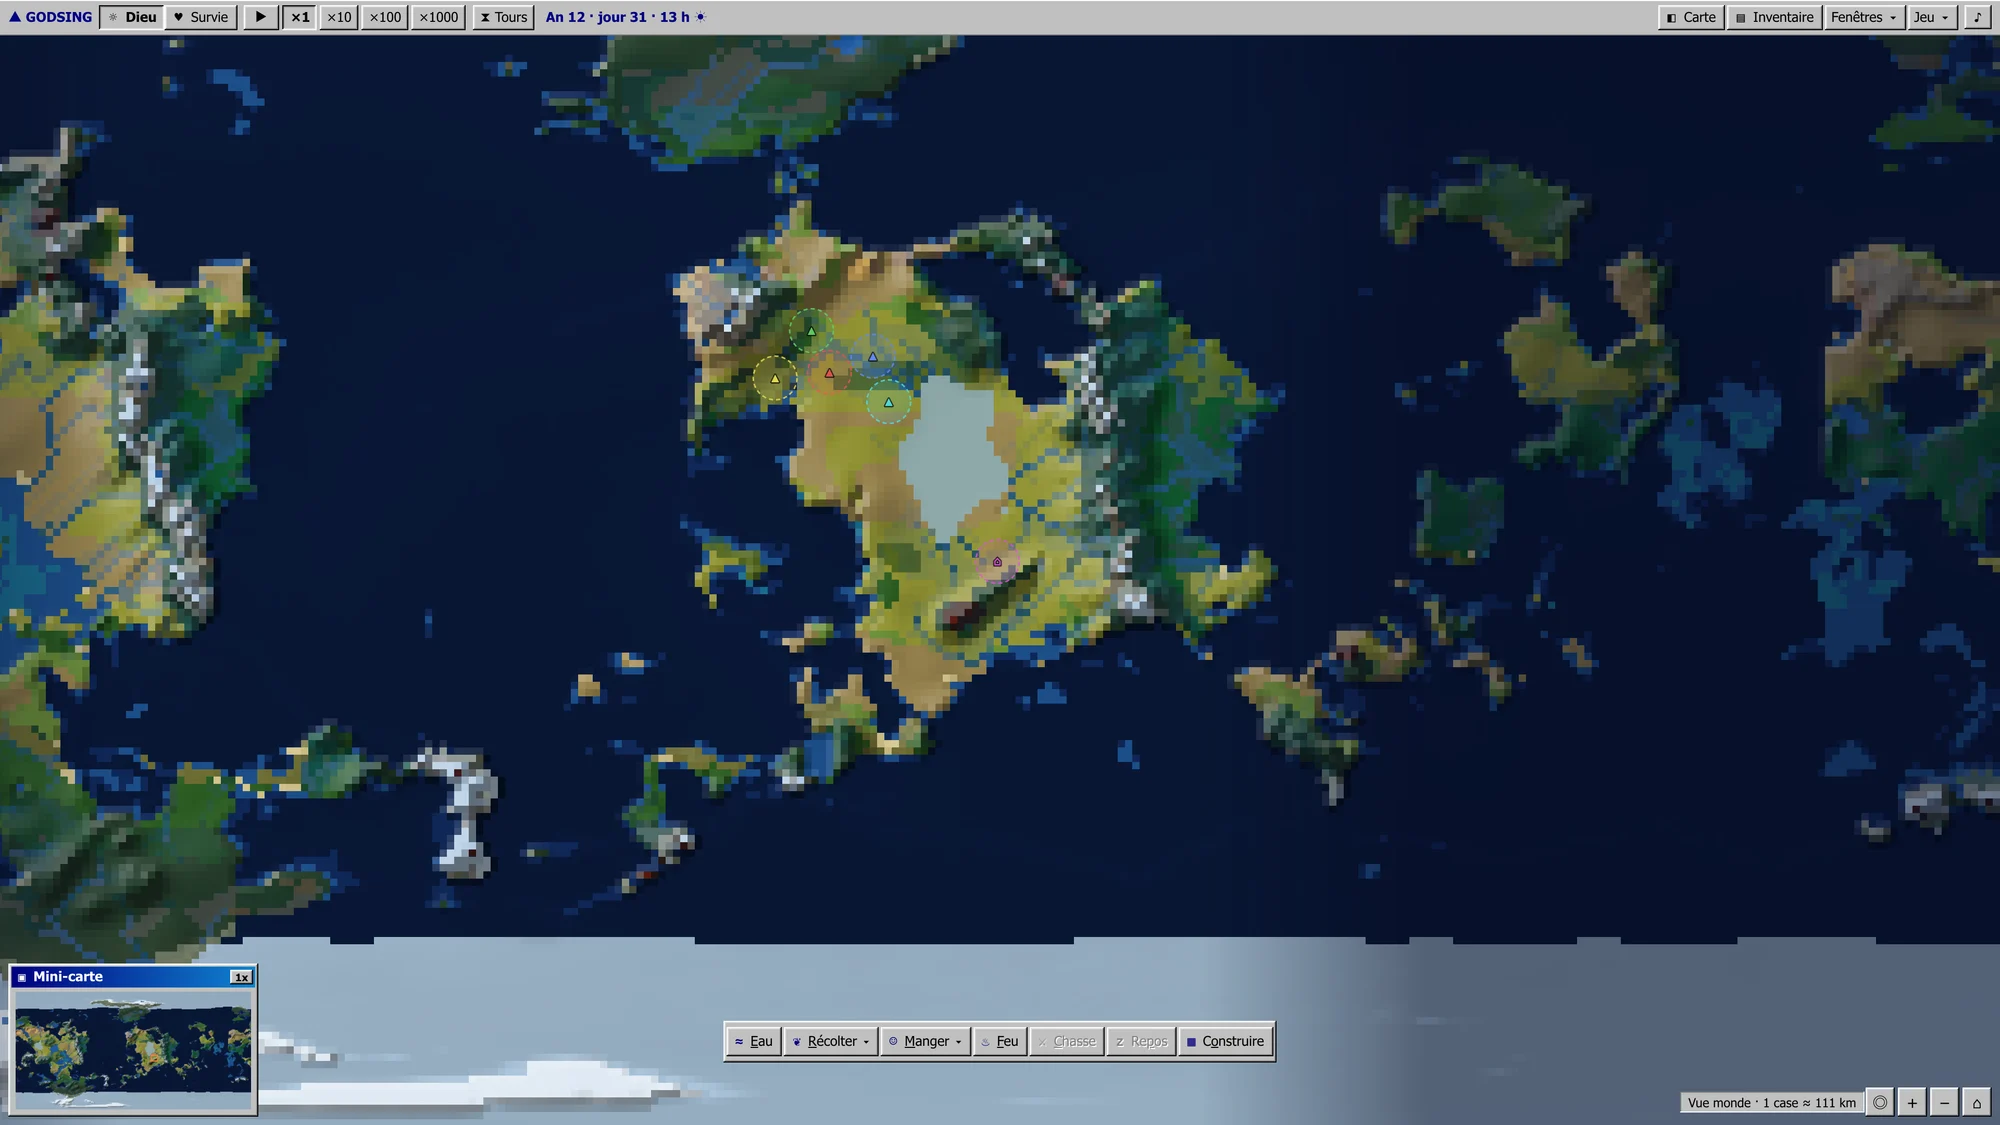 GODSING Dieu Survie ×1 ×10 ×100 ×1000 Tours An 12 · jour 31 · 13 h Carte Inventaire Fenêtres Jeu
Mini-carte 1x
Eau Récolter Manger Feu Chasse Repos Construire
Vue monde · 1 case ≈ 111 km